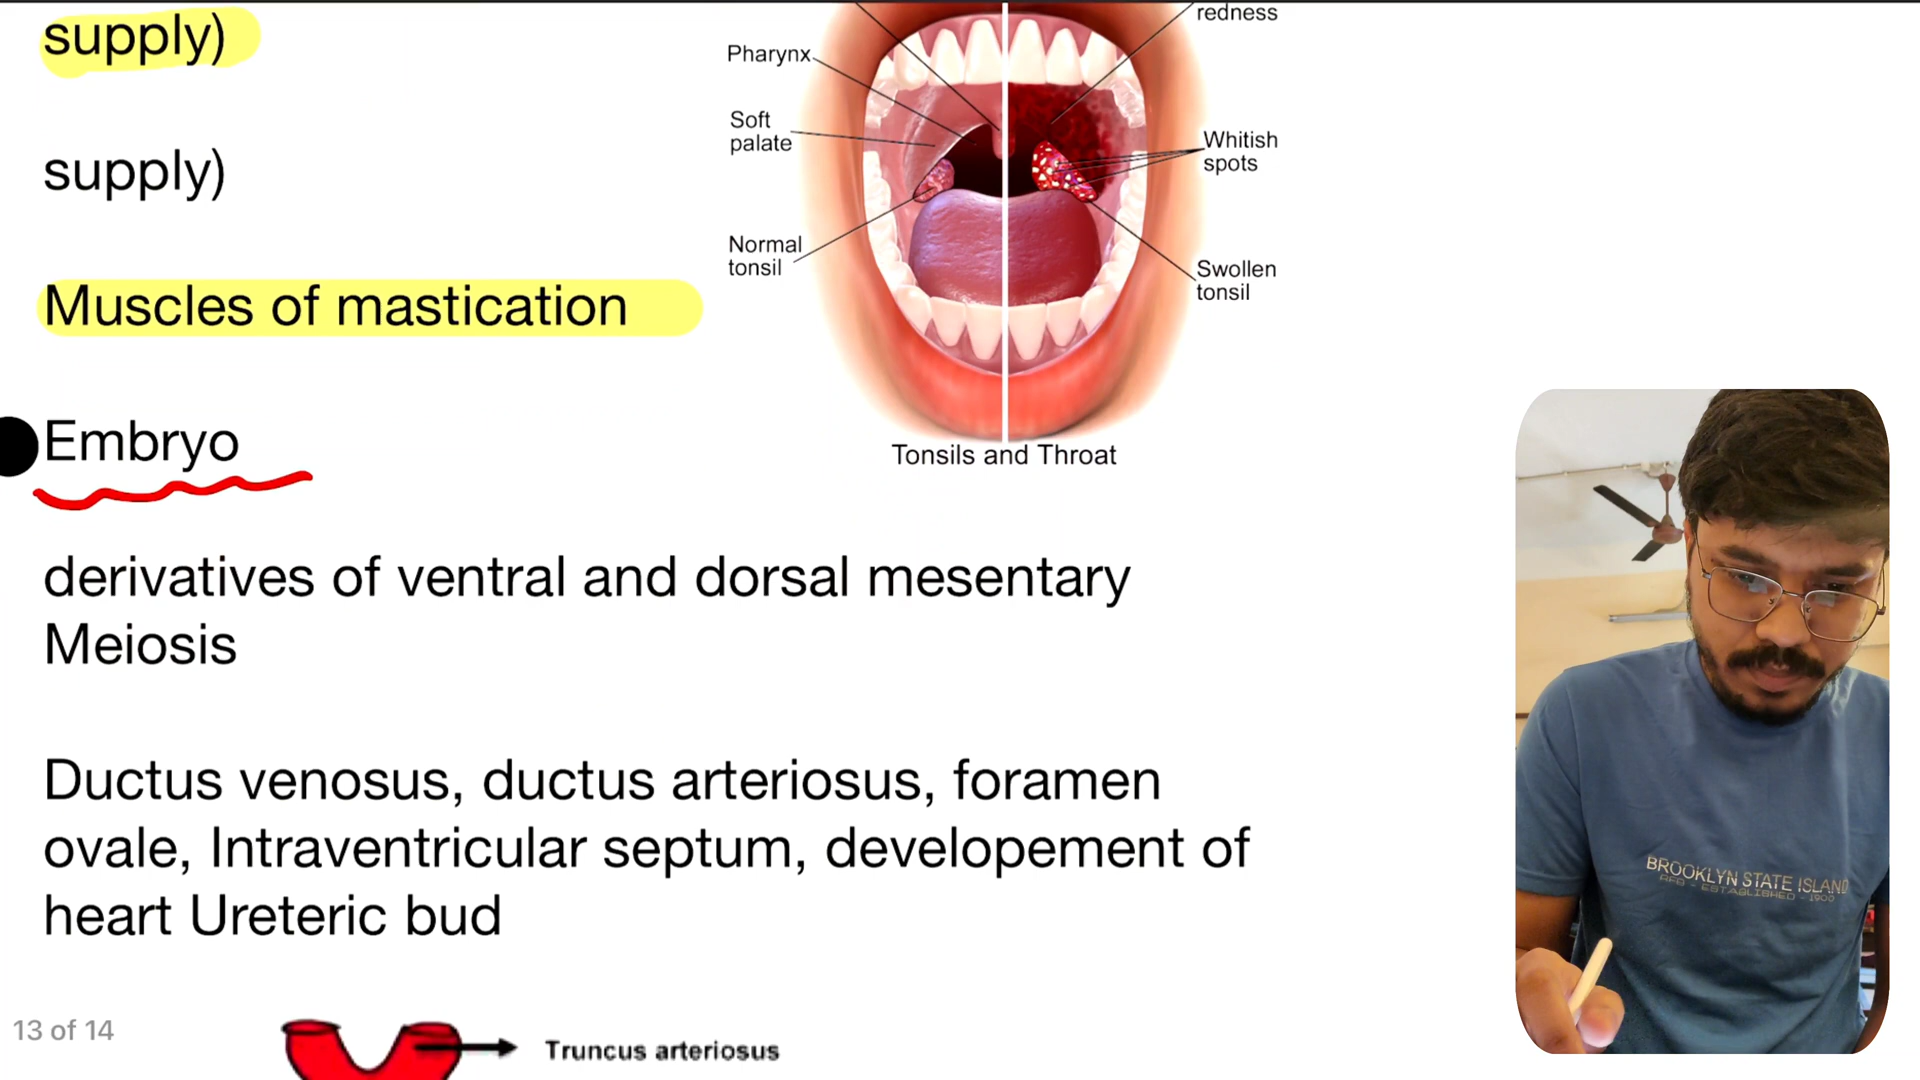 supply)
supply)
Muscles of mastication
Embryo
derivatives of ventral and dorsal mesentary
Meiosis
Ductus venosus, ductus arteriosus, foramen
ovale, Intraventricular septum, developement of
heart Ureteric bud
redness
Pharynx
Soft
palate
Whitish
spots
Normal
tonsil
Swollen
tonsil
Tonsils and Throat
Truncus arteriosus
13 of 14
BROOKLYN STATE ISLAND
ESTABLISHED - 1900